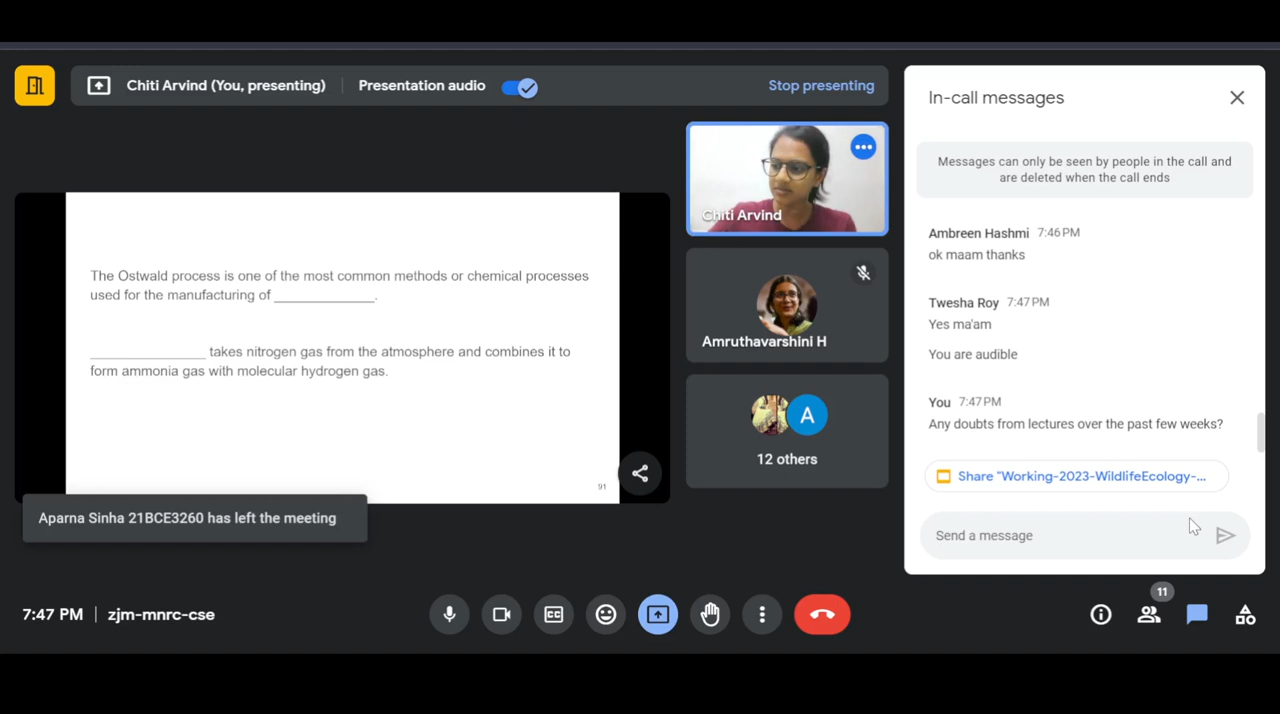 Chiti Arvind (You, presenting)
Presentation audio
Stop presenting
In-call messages
Messages can only be seen by people in the call and
are deleted when the call ends
Ambreen Hashmi 7:46 PM
ok maam thanks
Twesha Roy 7:47 PM
Yes ma'am
You are audible
You 7:47 PM
Any doubts from lectures over the past few weeks?
Share "Working-2023-WildlifeEcology-...
Send a message
The Ostwald process is one of the most common methods or chemical processes
used for the manufacturing of _____________.
_______________ takes nitrogen gas from the atmosphere and combines it to
form ammonia gas with molecular hydrogen gas.
91
Chiti Arvind
Amruthavarshini H
A
12 others
Aparna Sinha 21BCE3260 has left the meeting
7:47 PM | zjm-mnrc-cse
CC
11